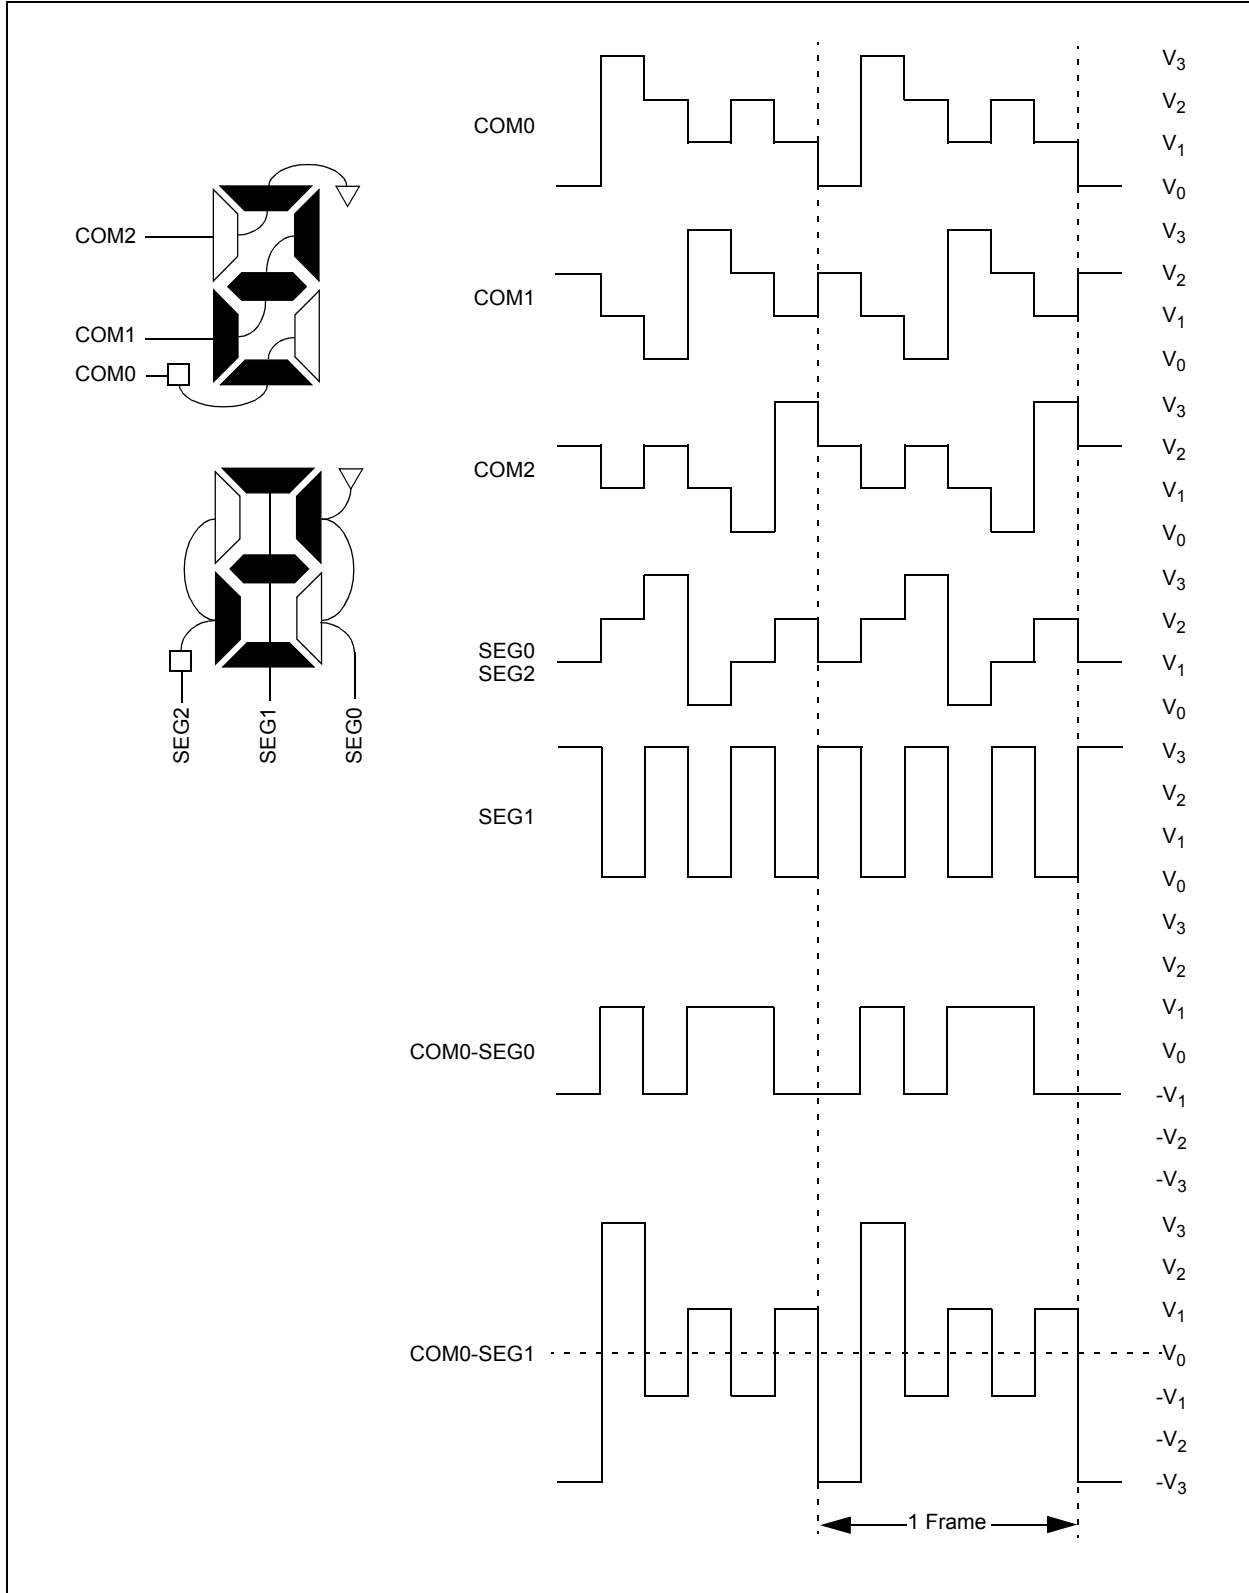 COM2
COM1
COM0
SEG2
SEG1
SEG0
COM0
V3
V2
V1
V0
COM1
V3
V2
V1
V0
COM2
V3
V2
V1
V0
SEG0
SEG2
V3
V2
V1
V0
SEG1
V3
V2
V1
V0
COM0-SEG0
V3
V2
V1
V0
-V1
-V2
-V3
COM0-SEG1
V3
V2
V1
V0
-V1
-V2
-V3
1 Frame